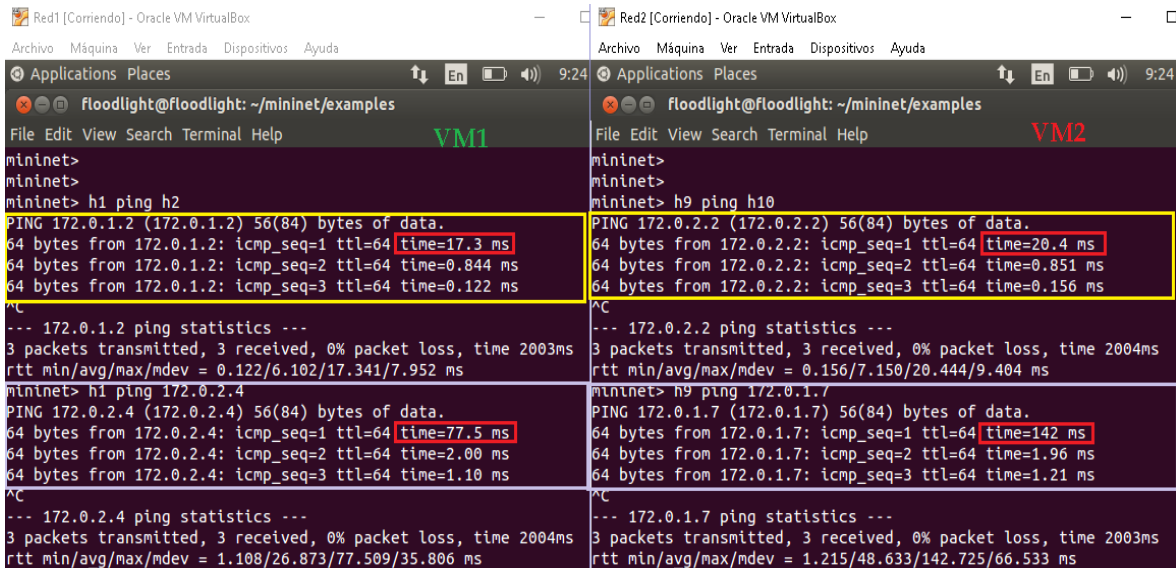 Red1 [Corriendo] - Oracle VM VirtualBox
Archivo Máquina Ver Entrada Dispositivos Ayuda
Applications Places En 9:24
floodlight@floodlight: ~/mininet/examples
File Edit View Search Terminal Help
VM1
mininet>
mininet>
mininet> h1 ping h2
PING 172.0.1.2 (172.0.1.2) 56(84) bytes of data.
64 bytes from 172.0.1.2: icmp_seq=1 ttl=64 time=17.3 ms
64 bytes from 172.0.1.2: icmp_seq=2 ttl=64 time=0.844 ms
64 bytes from 172.0.1.2: icmp_seq=3 ttl=64 time=0.122 ms
^C
--- 172.0.1.2 ping statistics ---
3 packets transmitted, 3 received, 0% packet loss, time 2003ms
rtt min/avg/max/mdev = 0.122/6.102/17.341/7.952 ms
mininet> h1 ping 172.0.2.4
PING 172.0.2.4 (172.0.2.4) 56(84) bytes of data.
64 bytes from 172.0.2.4: icmp_seq=1 ttl=64 time=77.5 ms
64 bytes from 172.0.2.4: icmp_seq=2 ttl=64 time=2.00 ms
64 bytes from 172.0.2.4: icmp_seq=3 ttl=64 time=1.10 ms
^C
--- 172.0.2.4 ping statistics ---
3 packets transmitted, 3 received, 0% packet loss, time 2004ms
rtt min/avg/max/mdev = 1.108/26.873/77.509/35.806 ms
Red2 [Corriendo] - Oracle VM VirtualBox
Archivo Máquina Ver Entrada Dispositivos Ayuda
Applications Places En 9:24
floodlight@floodlight: ~/mininet/examples
File Edit View Search Terminal Help
VM2
mininet>
mininet>
mininet> h9 ping h10
PING 172.0.2.2 (172.0.2.2) 56(84) bytes of data.
64 bytes from 172.0.2.2: icmp_seq=1 ttl=64 time=20.4 ms
64 bytes from 172.0.2.2: icmp_seq=2 ttl=64 time=0.851 ms
64 bytes from 172.0.2.2: icmp_seq=3 ttl=64 time=0.156 ms
^C
--- 172.0.2.2 ping statistics ---
3 packets transmitted, 3 received, 0% packet loss, time 2004ms
rtt min/avg/max/mdev = 0.156/7.150/20.444/9.404 ms
mininet> h9 ping 172.0.1.7
PING 172.0.1.7 (172.0.1.7) 56(84) bytes of data.
64 bytes from 172.0.1.7: icmp_seq=1 ttl=64 time=142 ms
64 bytes from 172.0.1.7: icmp_seq=2 ttl=64 time=1.96 ms
64 bytes from 172.0.1.7: icmp_seq=3 ttl=64 time=1.21 ms
^C
--- 172.0.1.7 ping statistics ---
3 packets transmitted, 3 received, 0% packet loss, time 2003ms
rtt min/avg/max/mdev = 1.215/48.633/142.725/66.533 ms